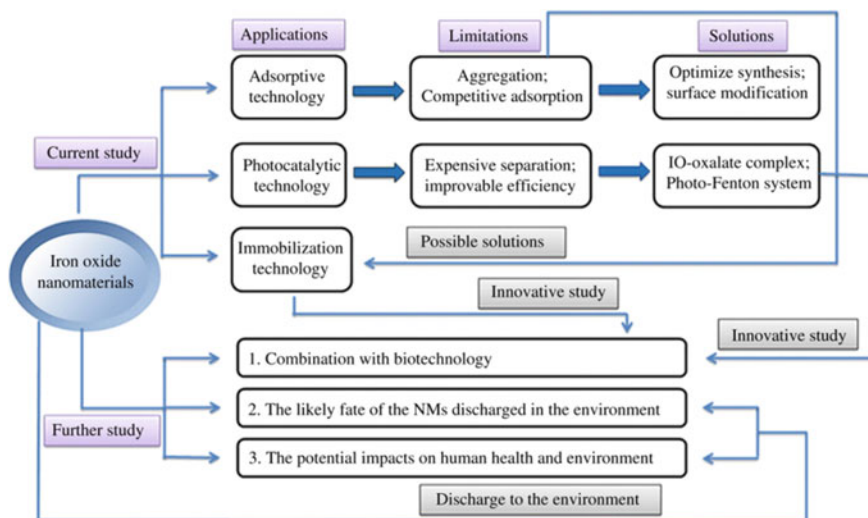 Applications
Limitations
Solutions
Adsorptive
technology
Aggregation;
Competitive adsorption
Optimize synthesis;
surface modification
Current study
Photocatalytic
technology
Expensive separation;
improvable efficiency
IO-oxalate complex;
Photo-Fenton system
Iron oxide
nanomaterials
Immobilization
technology
Possible solutions
Innovative study
Innovative study
1. Combination with biotechnology
2. The likely fate of the NMs discharged in the environment
Further study
3. The potential impacts on human health and environment
Discharge to the environment